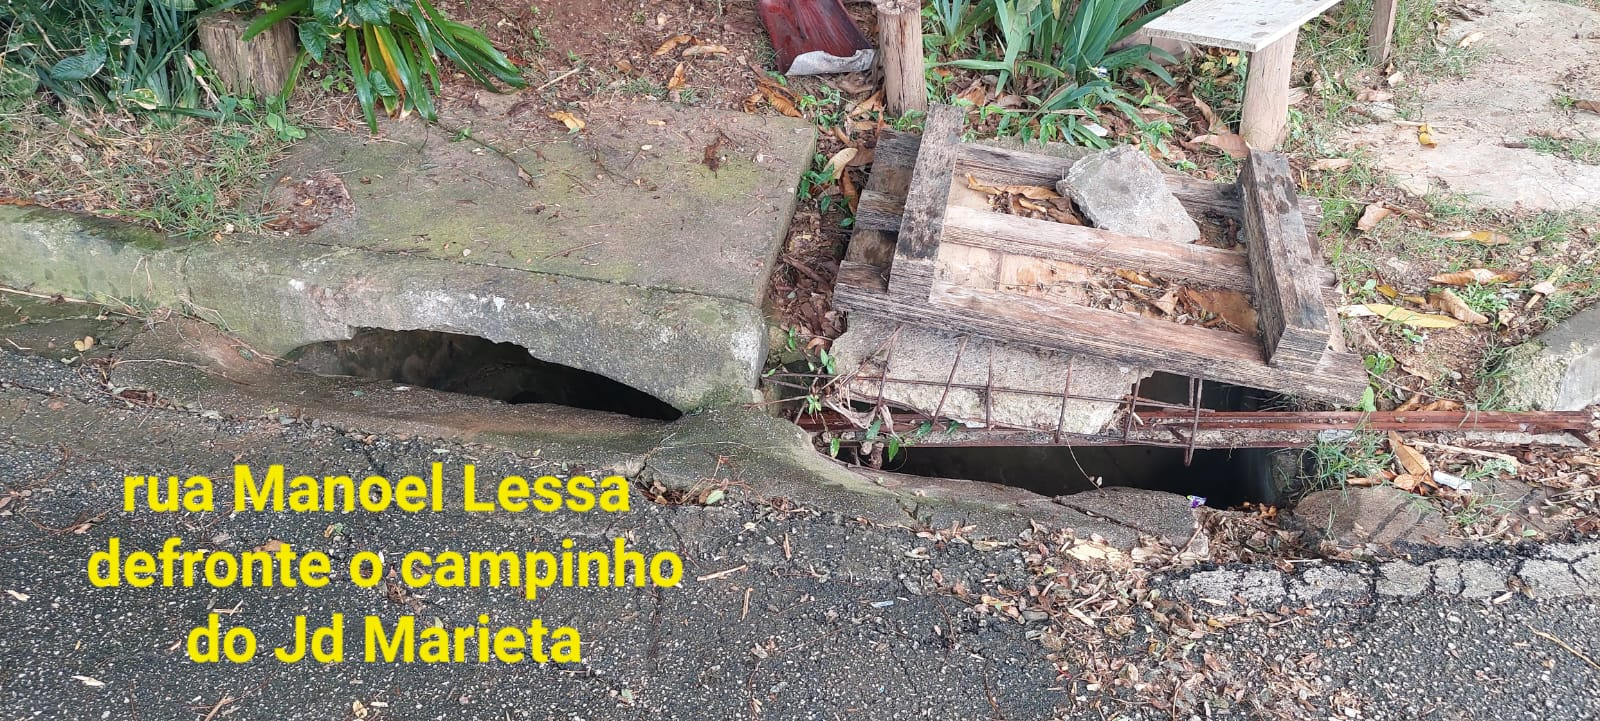 rua Manoel Lessa
defronte o campinho
do Jd Marieta